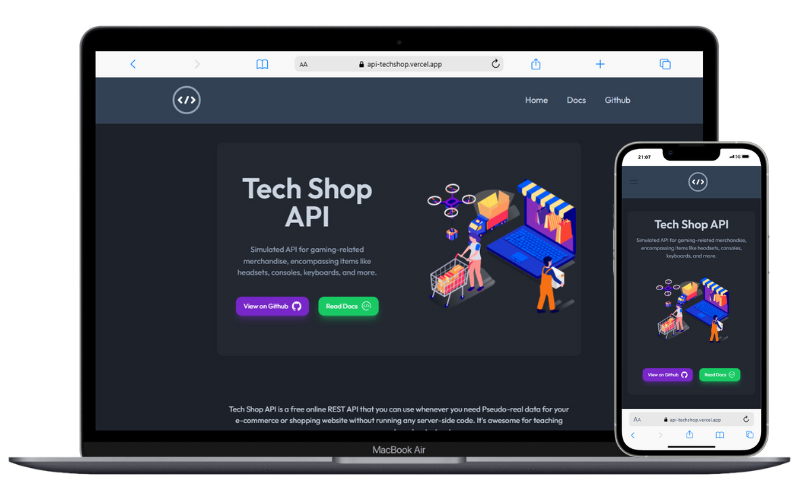 AA api-techshop.vercel.app
</>
Home Docs Github
Tech Shop
API
Simulated API for gaming-related
merchandise, encompassing items like
headsets, consoles, keyboards, and more.
View on Github Read Docs
Tech Shop API is a free online REST API that you can use whenever you need Pseudo-real data for your
e-commerce or shopping website without running any server-side code. It's awesome for teaching
MacBook Air
21:07 3G
</>
Tech Shop API
Simulated API for gaming-related merchandise,
encompassing items like headsets, consoles,
keyboards, and more.
View on Github Read Docs
AA api-techshop.vercel.app